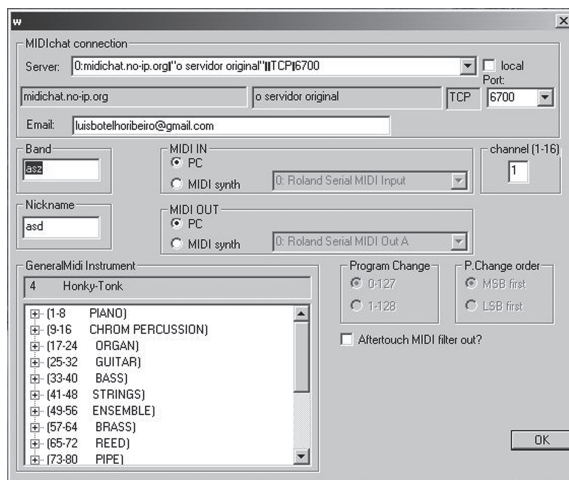 w
MIDIchat connection
Server: 0:midichat.no-ip.org|"o servidor original"||TCP|6700
local
Port:
midichat.no-ip.org o servidor original TCP 6700
Email: luisbotelhoribeiro@gmail.com
Band
asz
MIDI IN
PC
MIDI synth 0: Roland Serial MIDI Input
channel (1-16)
1
Nickname
asd
MIDI OUT
PC
MIDI synth 0: Roland Serial MIDI Out A
GeneralMidi Instrument
4 Honky-Tonk
(1-8 PIANO)
(9-16 CHROM PERCUSSION)
(17-24 ORGAN)
(25-32 GUITAR)
(33-40 BASS)
(41-48 STRINGS)
(49-56 ENSEMBLE)
(57-64 BRASS)
(65-72 REED)
(73-80 PIPE)
Program Change
0-127
1-128
P.Change order
MSB first
LSB first
Aftertouch MIDI filter out?
OK